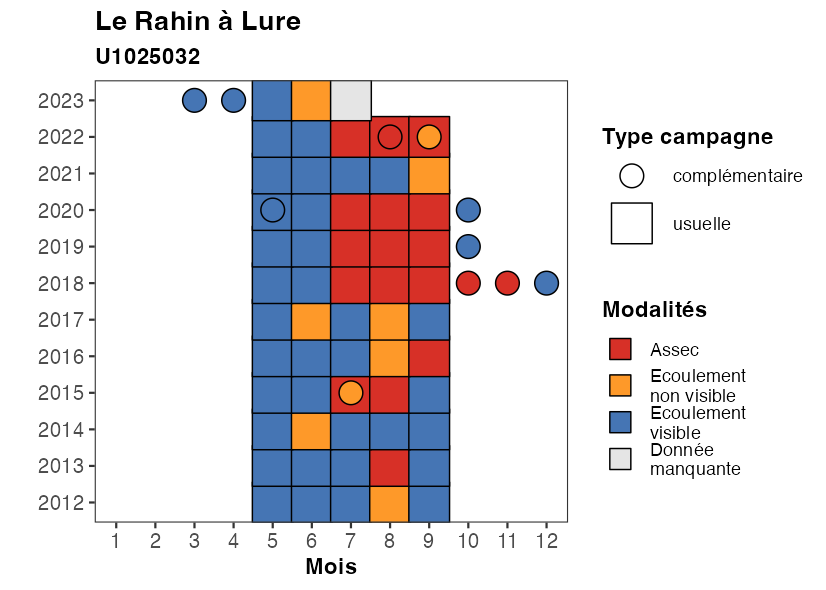 Le Rahin à Lure
U1025032
2023
2022
2021
2020
2019
2018
2017
2016
2015
2014
2013
2012
1 2 3 4 5 6 7 8 9 10 11 12
Mois
Type campagne
complémentaire
usuelle
Modalités
Assec
Ecoulement
non visible
Ecoulement
visible
Donnée
manquante